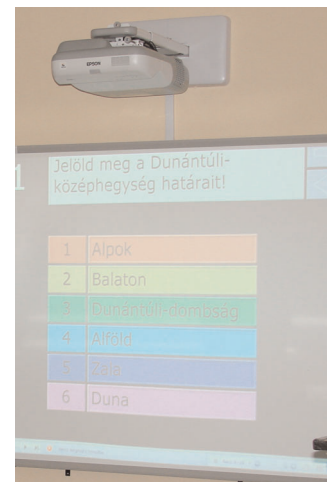 EPSON
1
Jelöld meg a Dunántúli-
középhegység határait!
1 Alpok
2 Balaton
3 Dunántúli-dombság
4 Alföld
5 Zala
6 Duna